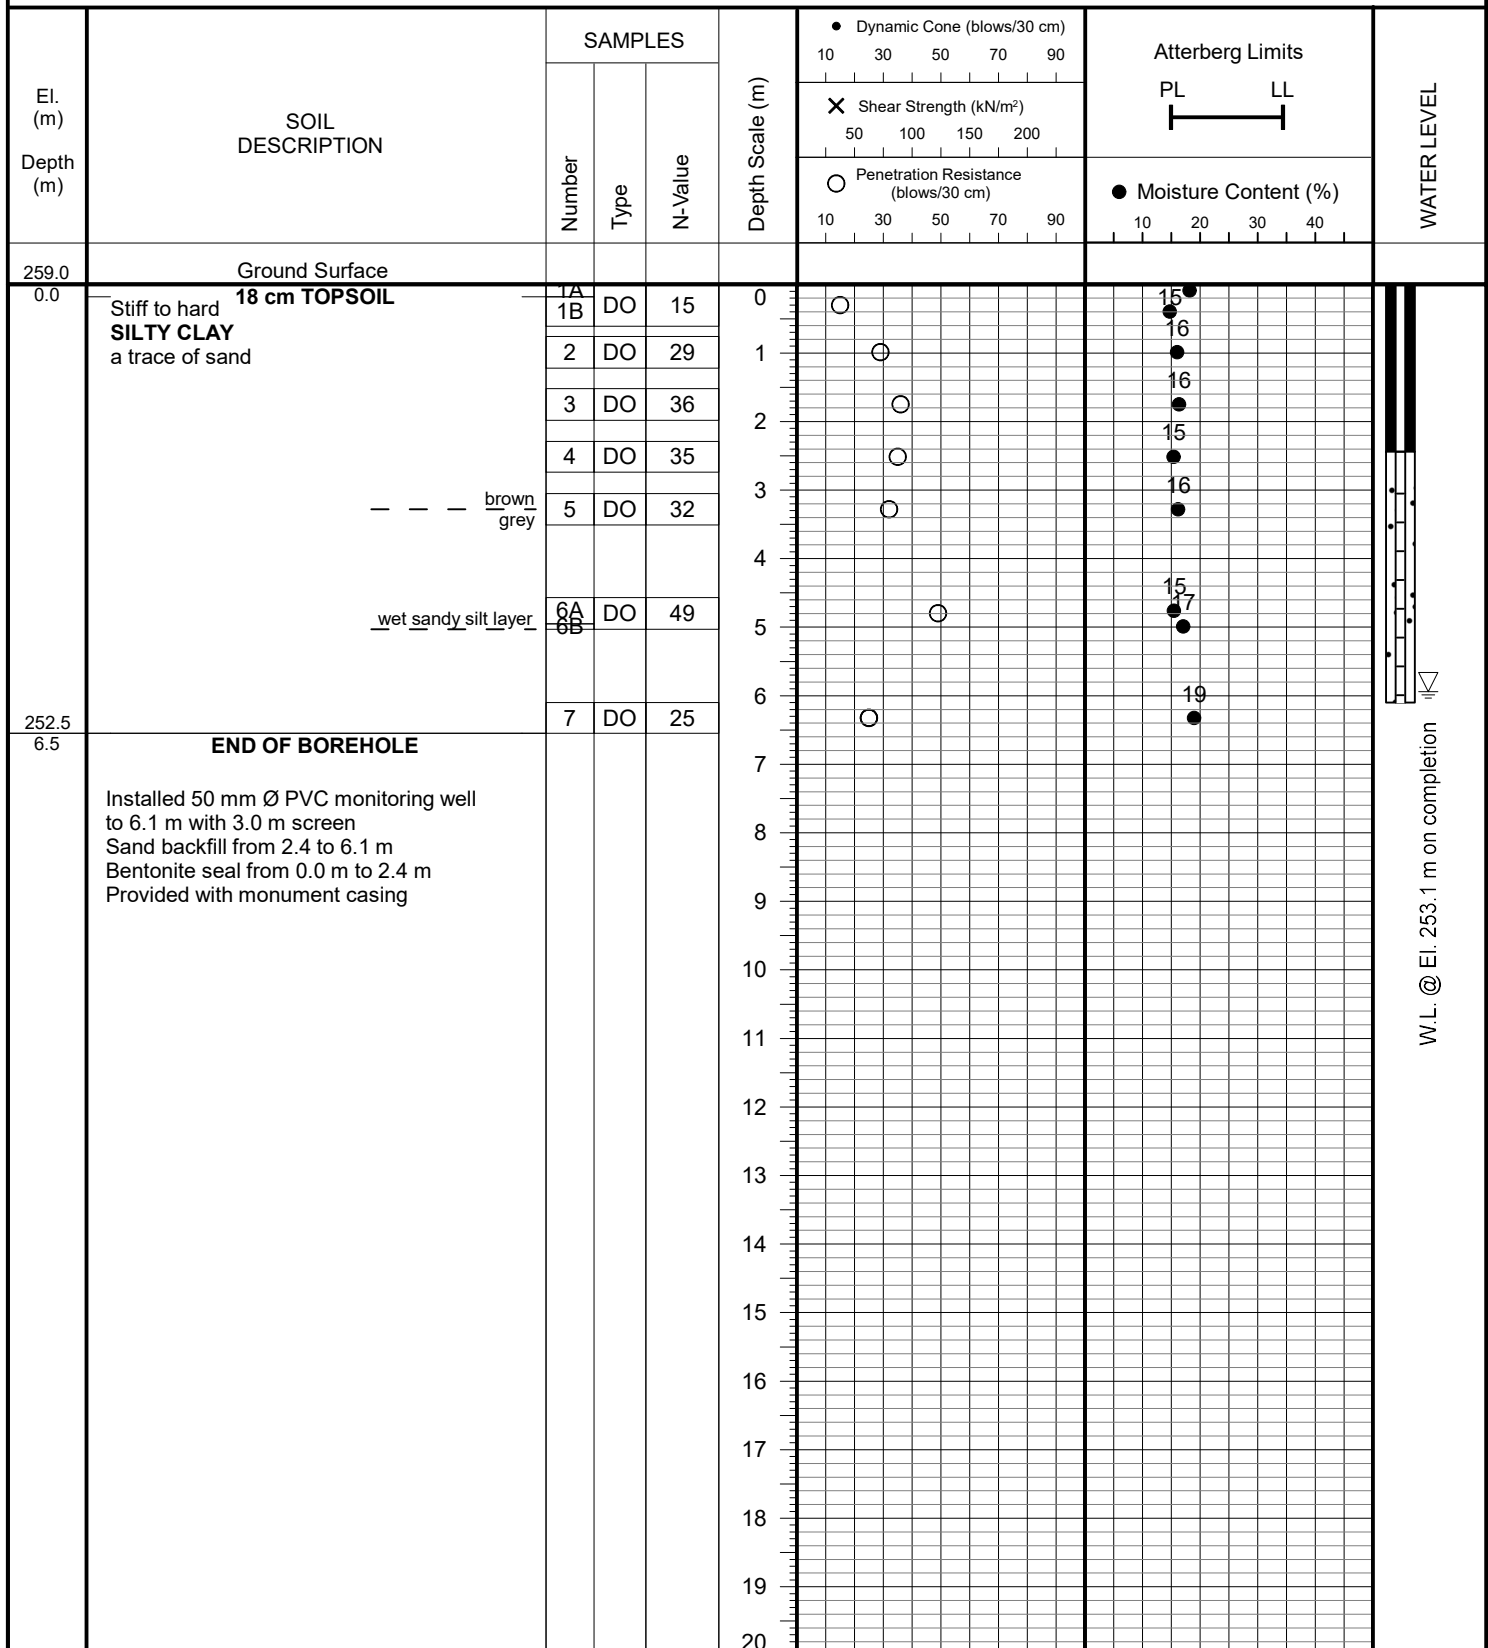 SAMPLES
El.
(m)
Depth
(m)
SOIL
DESCRIPTION
Number
Type
N-Value
Depth Scale (m)
Dynamic Cone (blows/30 cm)
10 30 50 70 90
Shear Strength (kN/m²)
50 100 150 200
Penetration Resistance
(blows/30 cm)
10 30 50 70 90
Atterberg Limits
PL LL
Moisture Content (%)
10 20 30 40
WATER LEVEL
259.0
Ground Surface
0.0
18 cm TOPSOIL
Stiff to hard
SILTY CLAY
a trace of sand
1A
1B DO 15
2 DO 29
3 DO 36
4 DO 35
brown
grey
5 DO 32
wet sandy silt layer
6A
6B
DO 49
7 DO 25
252.5
6.5
END OF BOREHOLE
Installed 50 mm Ø PVC monitoring well
to 6.1 m with 3.0 m screen
Sand backfill from 2.4 to 6.1 m
Bentonite seal from 0.0 m to 2.4 m
Provided with monument casing
0
1
2
3
4
5
6
7
8
9
10
11
12
13
14
15
16
17
18
19
20
15
16
16
15
16
15
17
19
W.L. @ El. 253.1 m on completion